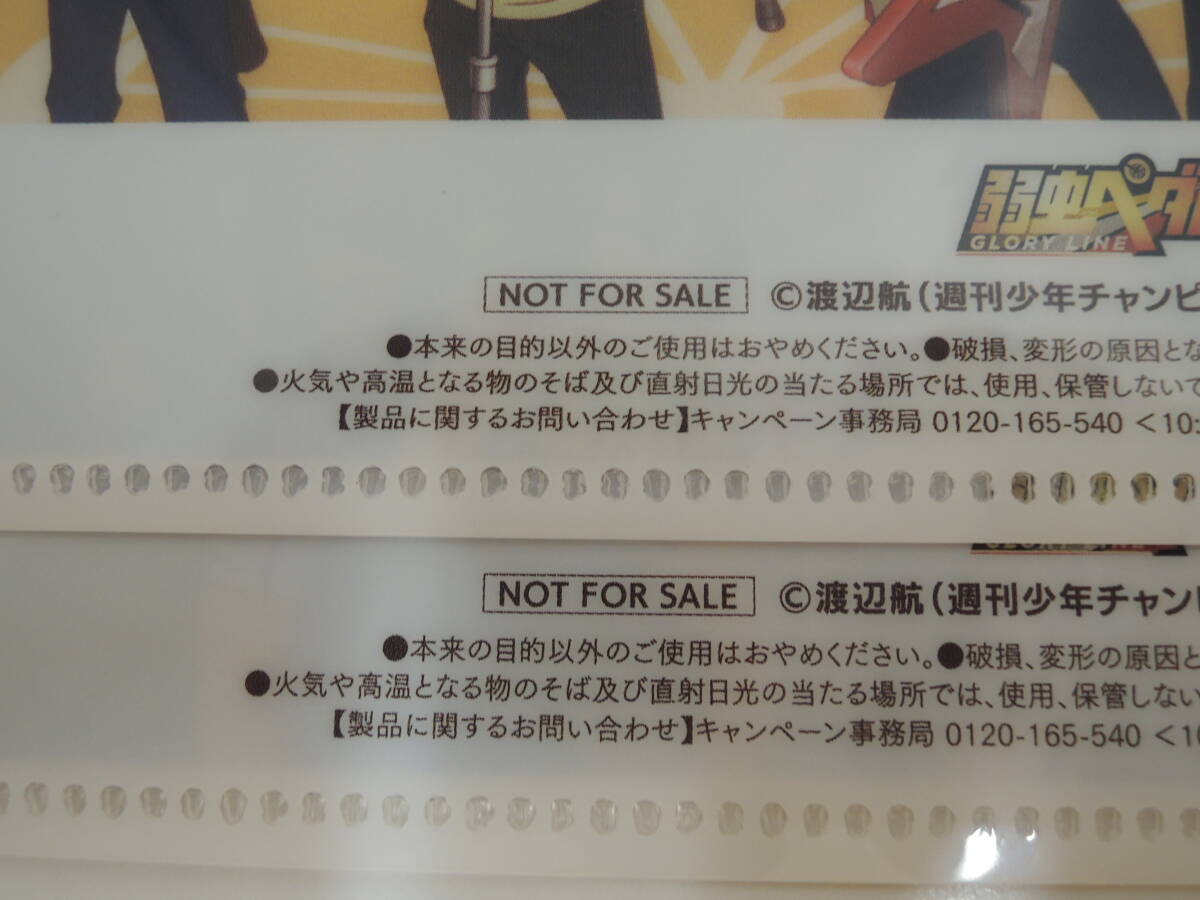 弱虫ペダ
GLORY LINE
NOT FOR SALE ©渡辺航(週刊少年チャンピ
●本来の目的以外のご使用はおやめください。●破損、変形の原因とな
●火気や高温となる物のそば及び直射日光の当たる場所では、使用、保管しないで
【製品に関するお問い合わせ】キャンペーン事務局 0120-165-540 <10:
GLORY LINE
NOT FOR SALE ©渡辺航(週刊少年チャンピ
●本来の目的以外のご使用はおやめください。●破損、変形の原因と
●火気や高温となる物のそば及び直射日光の当たる場所では、使用、保管しない
【製品に関するお問い合わせ】キャンペーン事務局 0120-165-540 <1